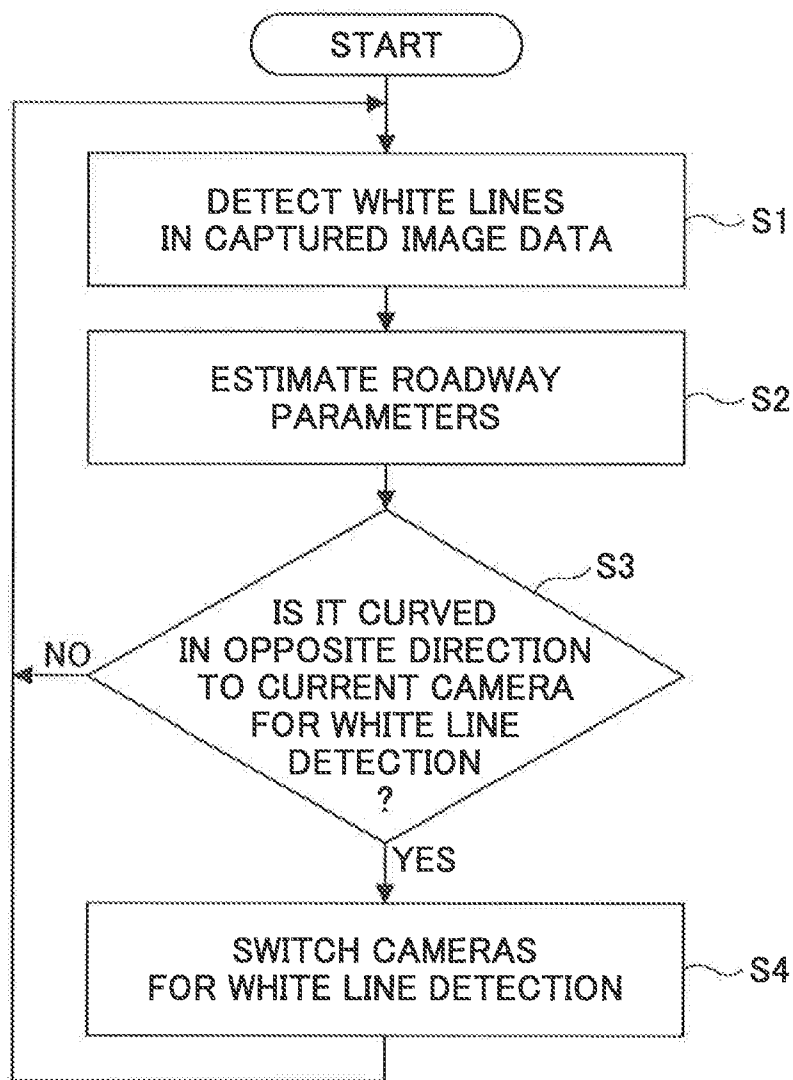 START
DETECT WHITE LINES
IN CAPTURED IMAGE DATA
S1
ESTIMATE ROADWAY
PARAMETERS
S2
S3
IS IT CURVED
IN OPPOSITE DIRECTION
TO CURRENT CAMERA
FOR WHITE LINE
DETECTION
?
NO
YES
SWITCH CAMERAS
FOR WHITE LINE DETECTION
S4